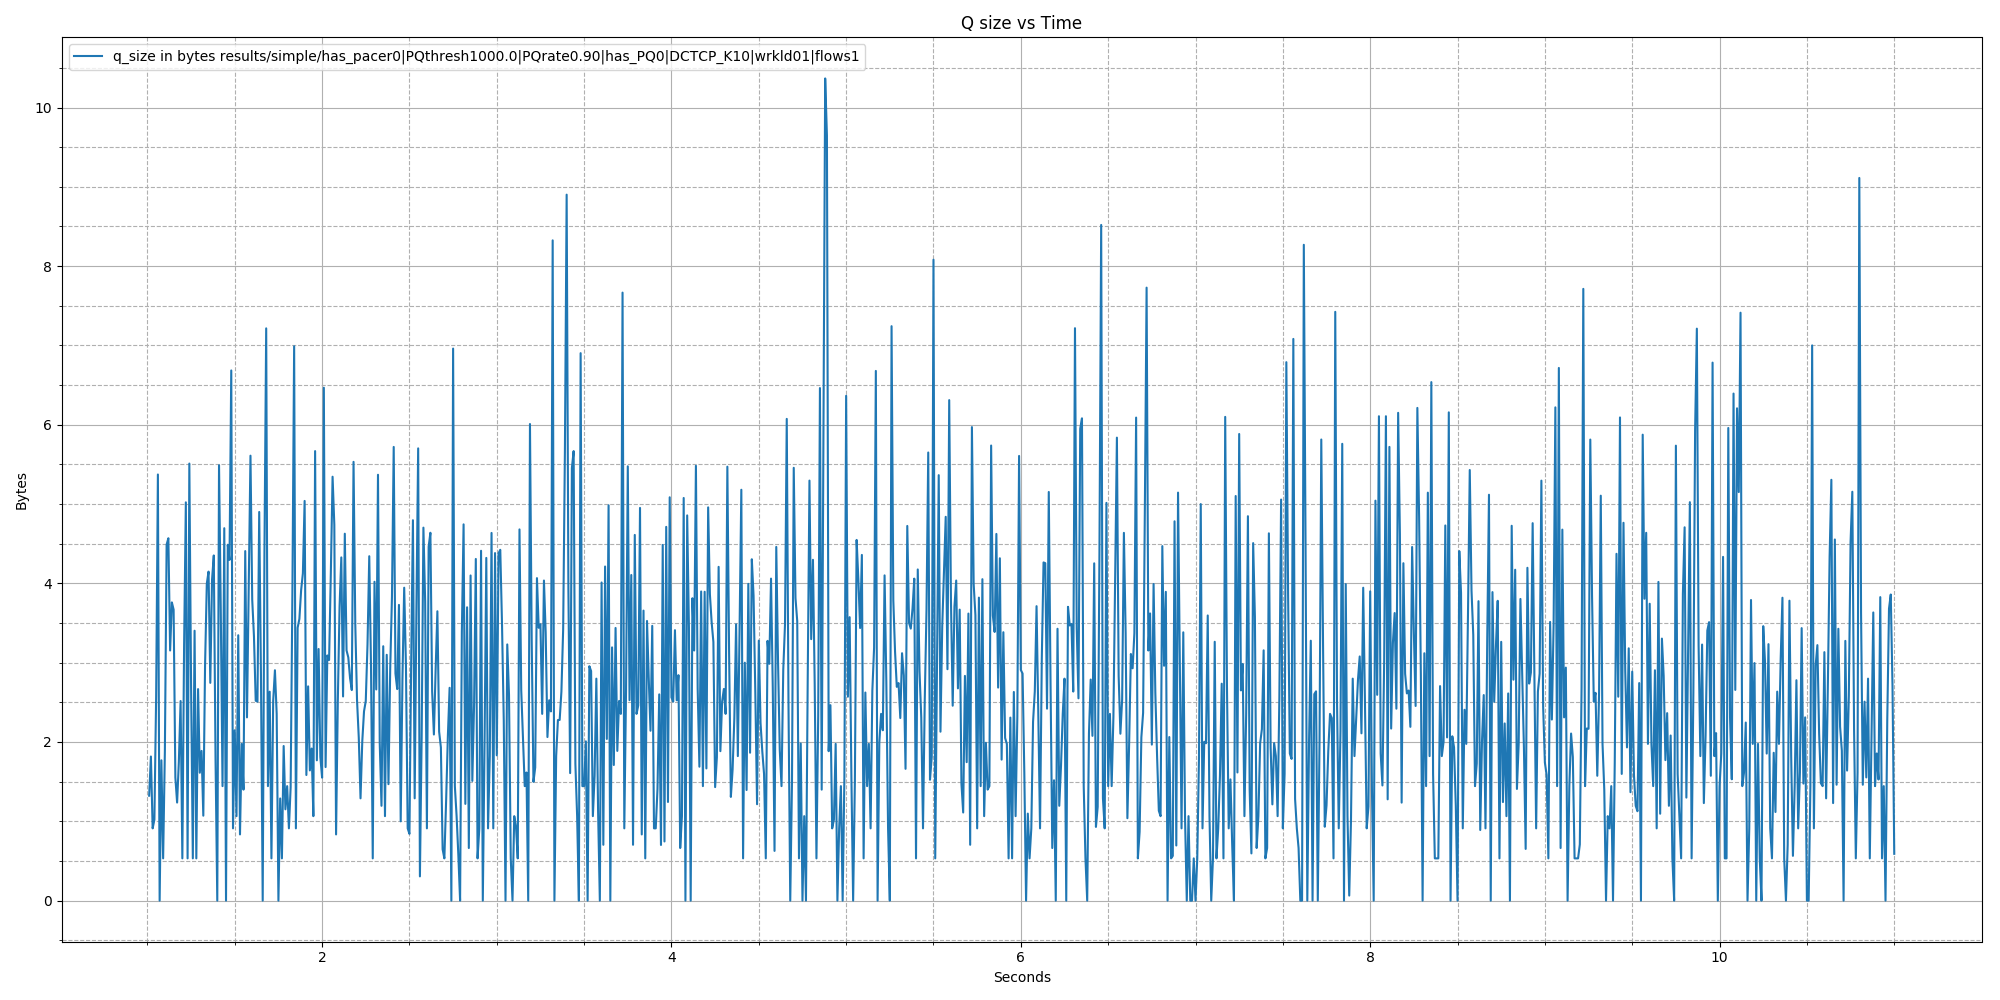 Q size vs Time
q_size in bytes results/simple/has_pacer0|PQthresh1000.0|PQrate0.90|has_PQ0|DCTCP_K10|wrkld01|flows1
10
8
6
4
2
0
Bytes
2 4 6 8 10
Seconds